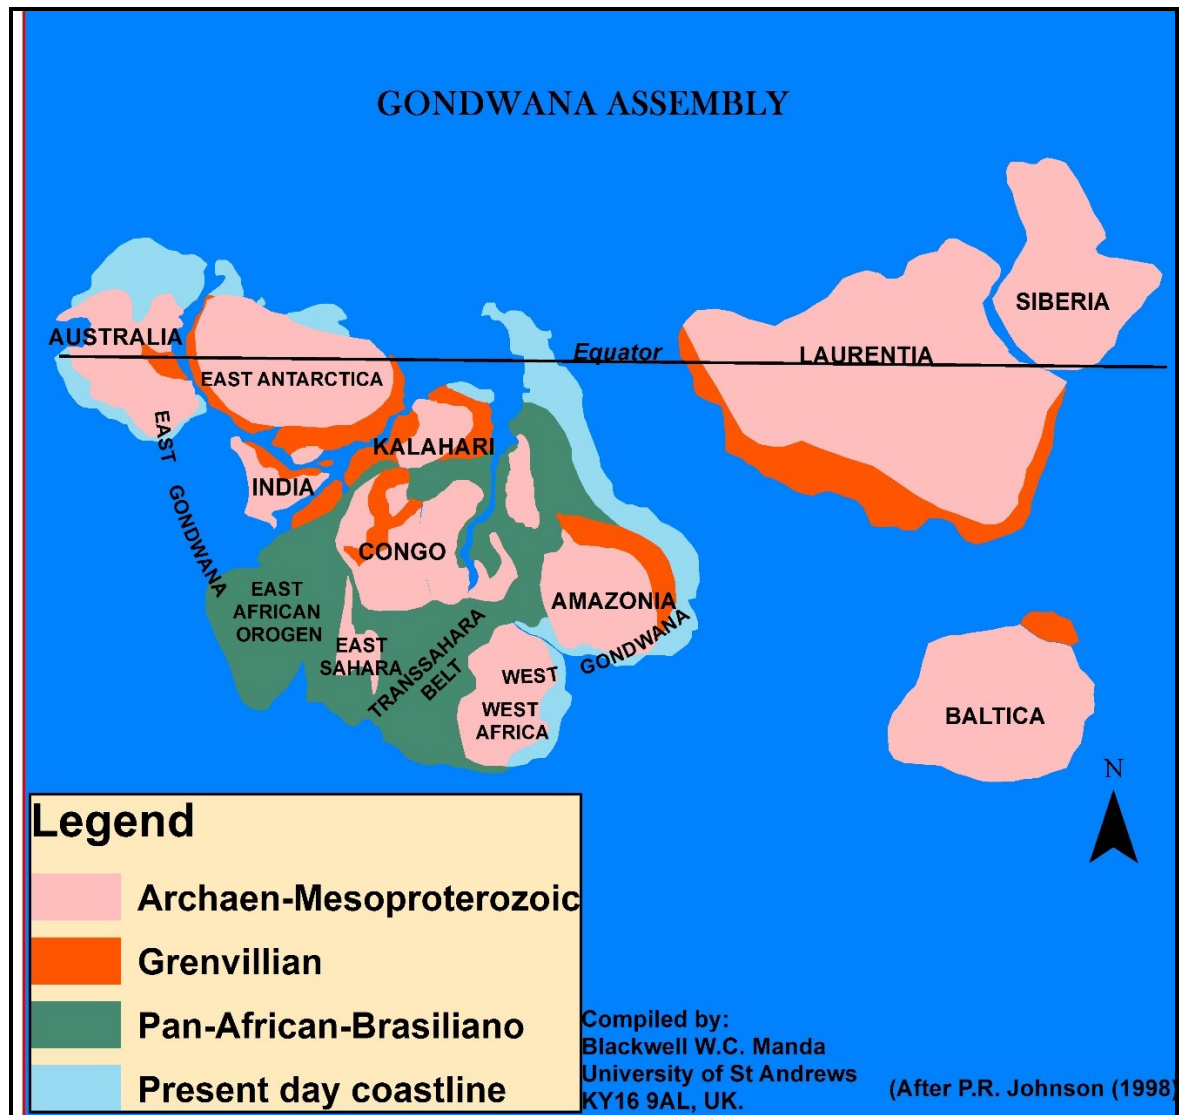 GONDWANA ASSEMBLY
SIBERIA
AUSTRALIA
Equator
LAURENTIA
EAST ANTARCTICA
EAST
KALAHARI
INDIA
GONDWANA
CONGO
EAST
AFRICAN
OROGEN
AMAZONIA
EAST
SAHARA
TRANSSAHARA
BELT
GONDWANA
WEST
WEST
AFRICA
BALTICA
N
Legend
Archaen-Mesoproterozoic
Grenvillian
Pan-African-Brasiliano
Present day coastline
Compiled by:
Blackwell W.C. Manda
University of St Andrews
KY16 9AL, UK.
(After P.R. Johnson (1998)